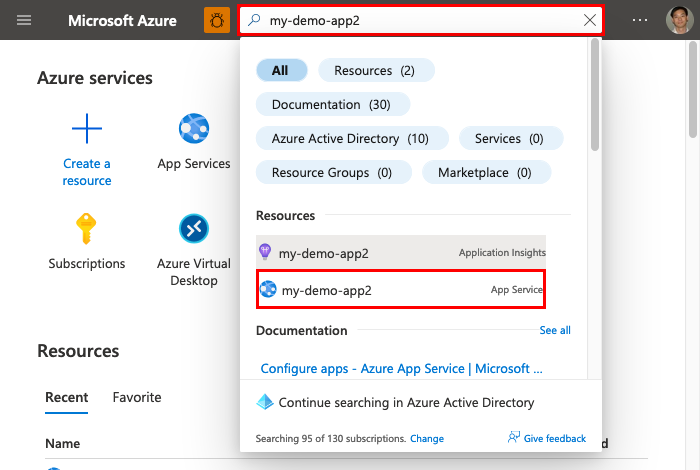 Microsoft Azure
my-demo-app2
Azure services
Create a
resource
App Services
Subscriptions
Azure Virtual
Desktop
Resources
Recent
Favorite
Name
All
Resources (2)
Documentation (30)
Azure Active Directory (10)
Services (0)
Resource Groups (0)
Marketplace (0)
Resources
my-demo-app2 Application Insights
my-demo-app2 App Service
Documentation See all
Configure apps - Azure App Service | Microsoft ...
Continue searching in Azure Active Directory
Searching 95 of 130 subscriptions. Change
Give feedback